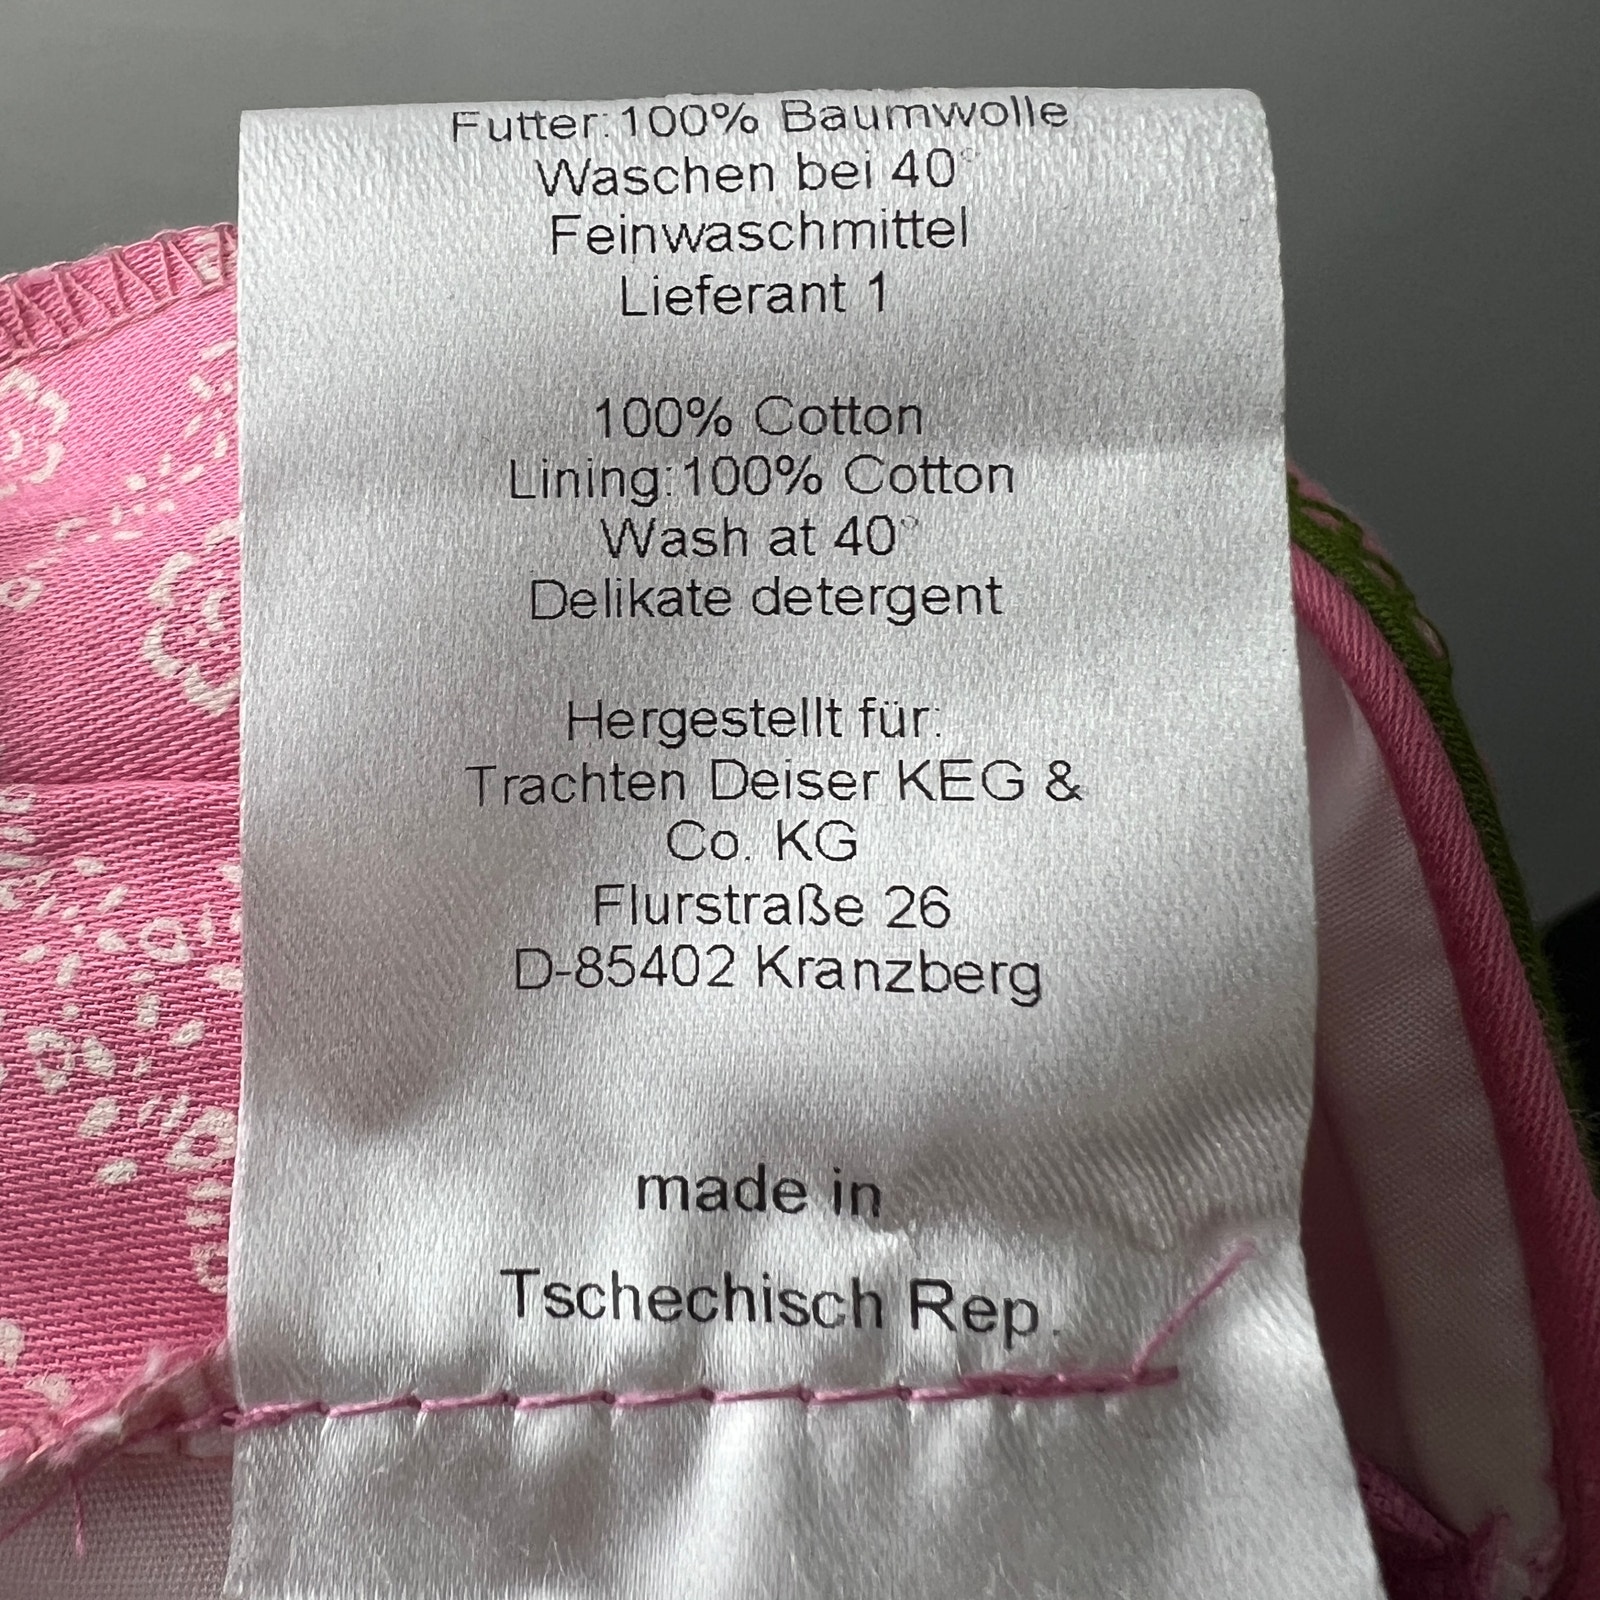 Futter:100% Baumwolle
Waschen bei 40°
Feinwaschmittel
Lieferant 1
100% Cotton
Lining:100% Cotton
Wash at 40°
Delikate detergent
Hergestellt für:
Trachten Deiser KEG &
Co. KG
Flurstraße 26
D-85402 Kranzberg
made in
Tschechisch Rep.